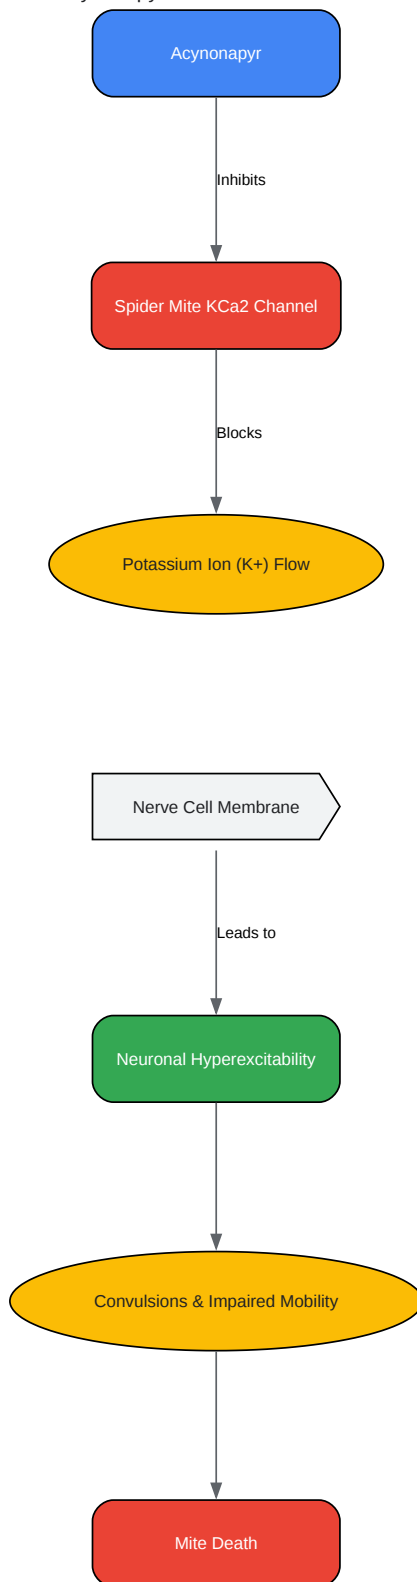 Acynonapyr
Inhibits
Spider Mite KCa2 Channel
Blocks
Potassium Ion (K+) Flow
Nerve Cell Membrane
Leads to
Neuronal Hyperexcitability
Convulsions & Impaired Mobility
Mite Death